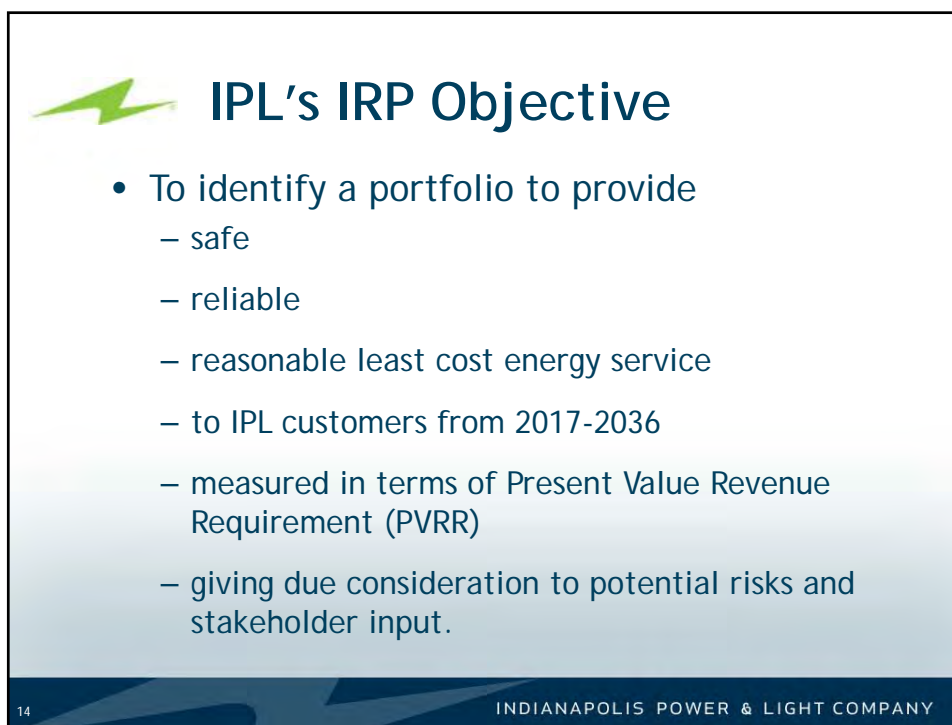 IPL's IRP Objective
• To identify a portfolio to provide
– safe
– reliable
– reasonable least cost energy service
– to IPL customers from 2017-2036
– measured in terms of Present Value Revenue
Requirement (PVRR)
– giving due consideration to potential risks and
stakeholder input.
14
INDIANAPOLIS POWER & LIGHT COMPANY